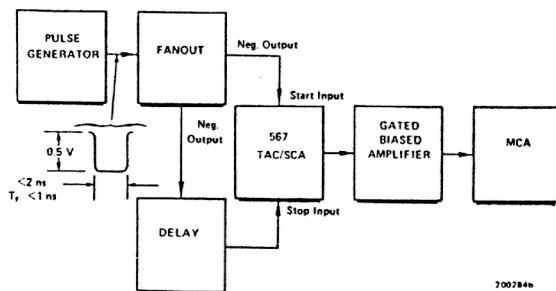 PULSE
GENERATOR
FANOUT
Neg. Output
Start Input
Neg.
Output
0.5 V
<2 ns
Tr <1 ns
567
TAC/SCA
GATED
BIASED
AMPLIFIER
MCA
Stop Input
DELAY
200284b